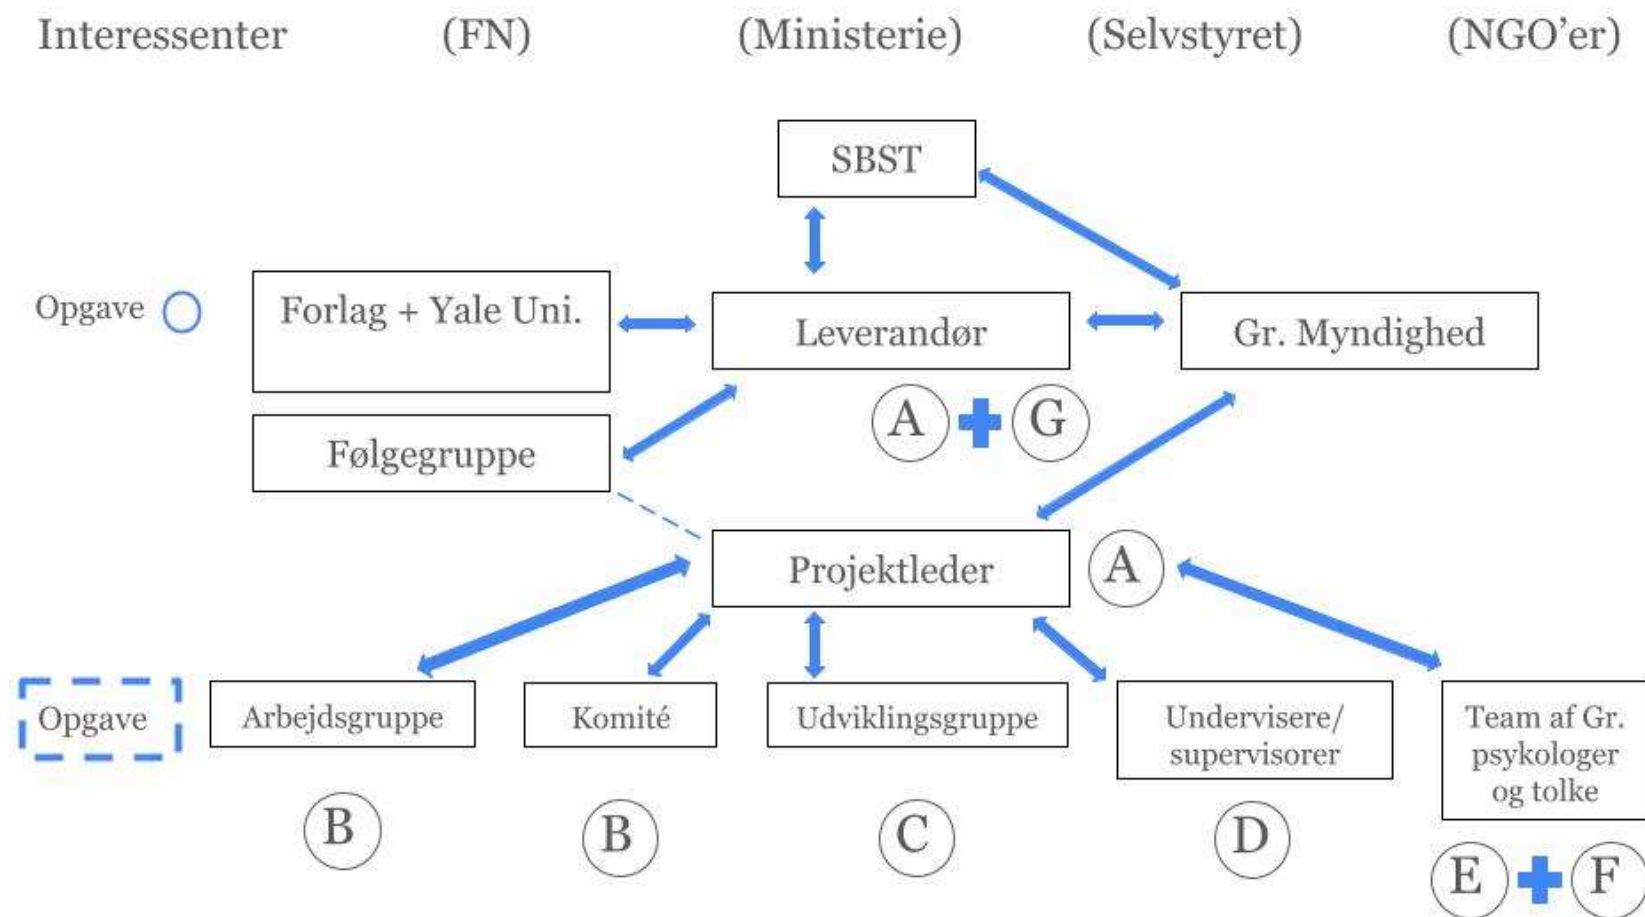 Interessenter (FN) (Ministerie) (Selvstyret) (NGO’er)
SBST
Opgave
Forlag + Yale Uni.
Leverandør
Gr. Myndighed
A
G
Følgegruppe
Projektleder
A
Opgave
Arbejdsgruppe
Komité
Udviklingsgruppe
Undervisere/
supervisorer
Team af Gr.
psykologer
og tolke
B
B
C
D
E
F